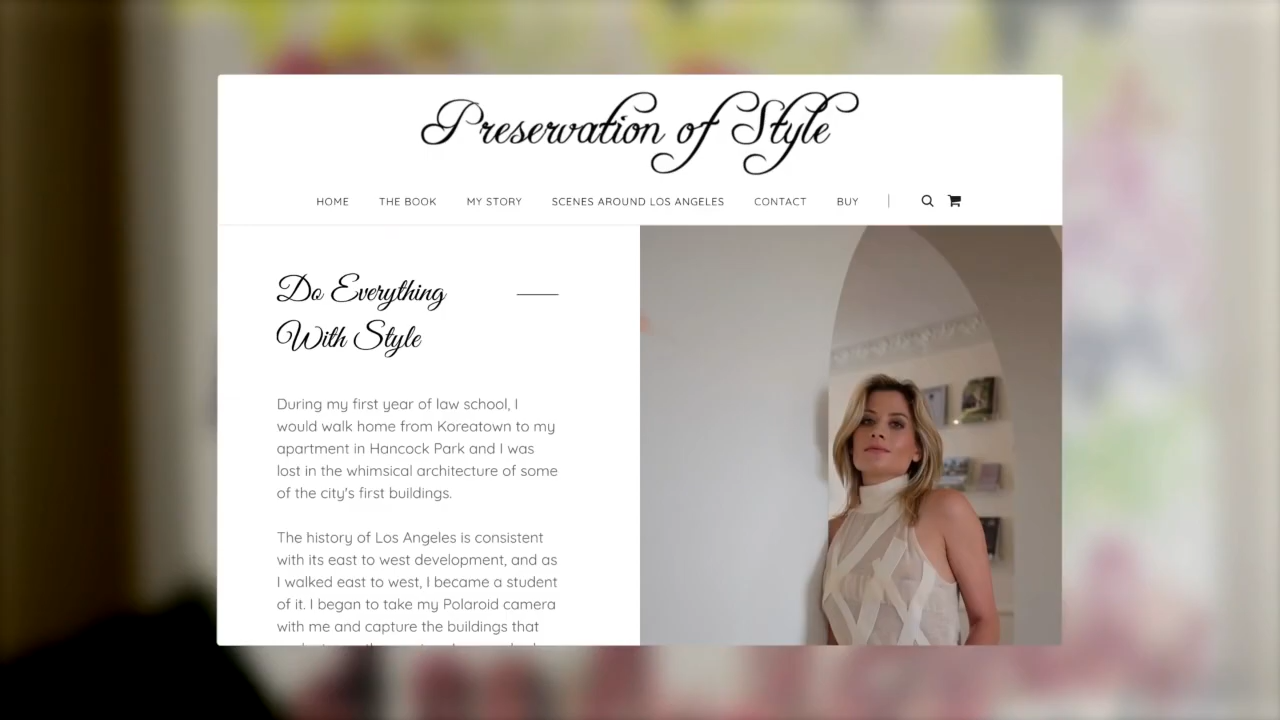 Preservation of Style
HOME THE BOOK MY STORY SCENES AROUND LOS ANGELES CONTACT BUY
Do Everything
With Style
During my first year of law school, I
would walk home from Koreatown to my
apartment in Hancock Park and I was
lost in the whimsical architecture of some
of the city's first buildings.
The history of Los Angeles is consistent
with its east to west development, and as
I walked east to west, I became a student
of it. I began to take my Polaroid camera
with me and capture the buildings that